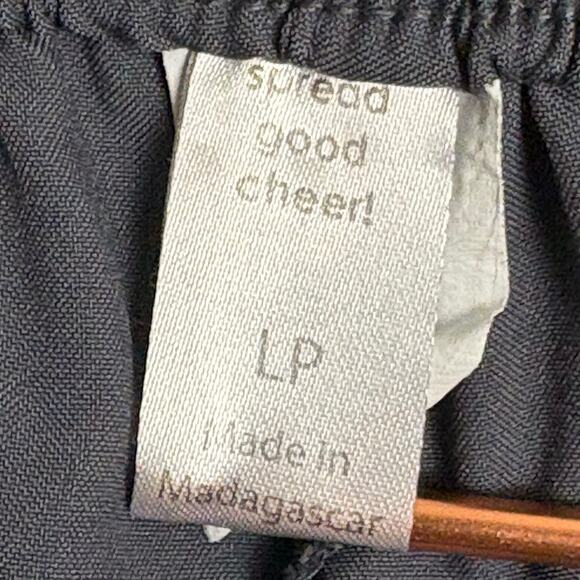 spread
good
cheer!
LP
Made in
Madagascar